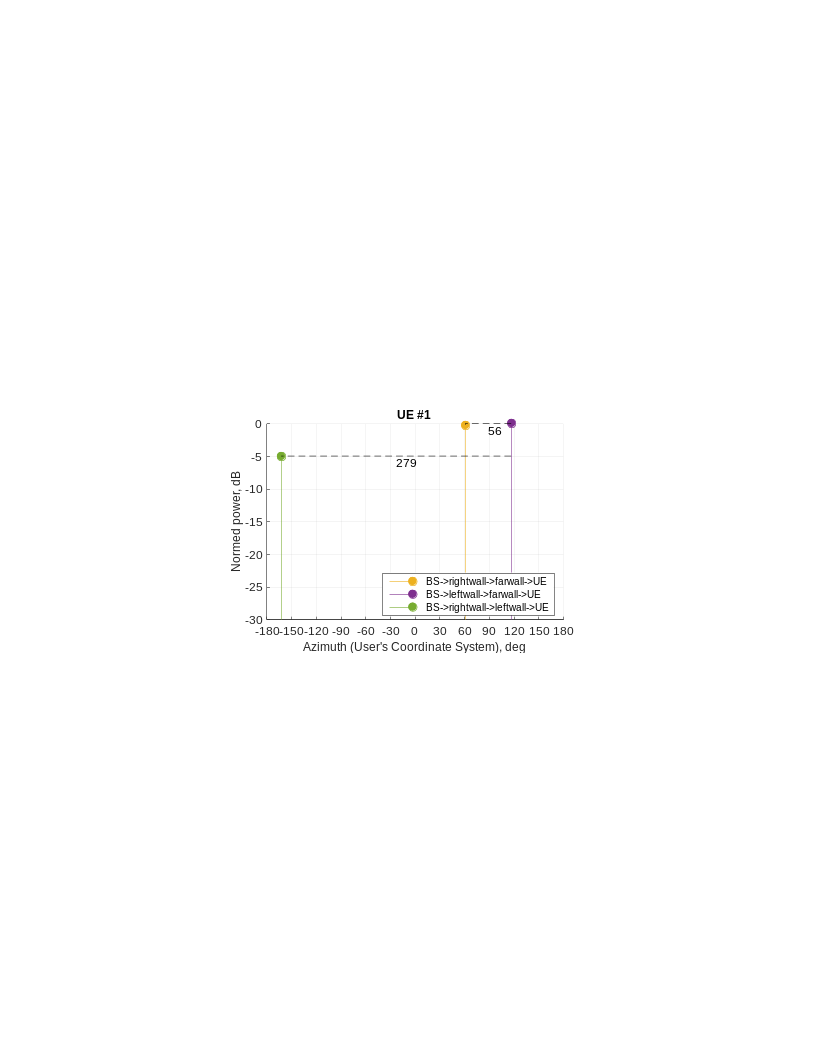 UE #1
0
-5
-10
-15
-20
-25
-30
Normed power, dB
56
279
BS->rightwall->farwall->UE
BS->leftwall->farwall->UE
BS->rightwall->leftwall->UE
-180 -150 -120 -90 -60 -30 0 30 60 90 120 150 180
Azimuth (User's Coordinate System), deg